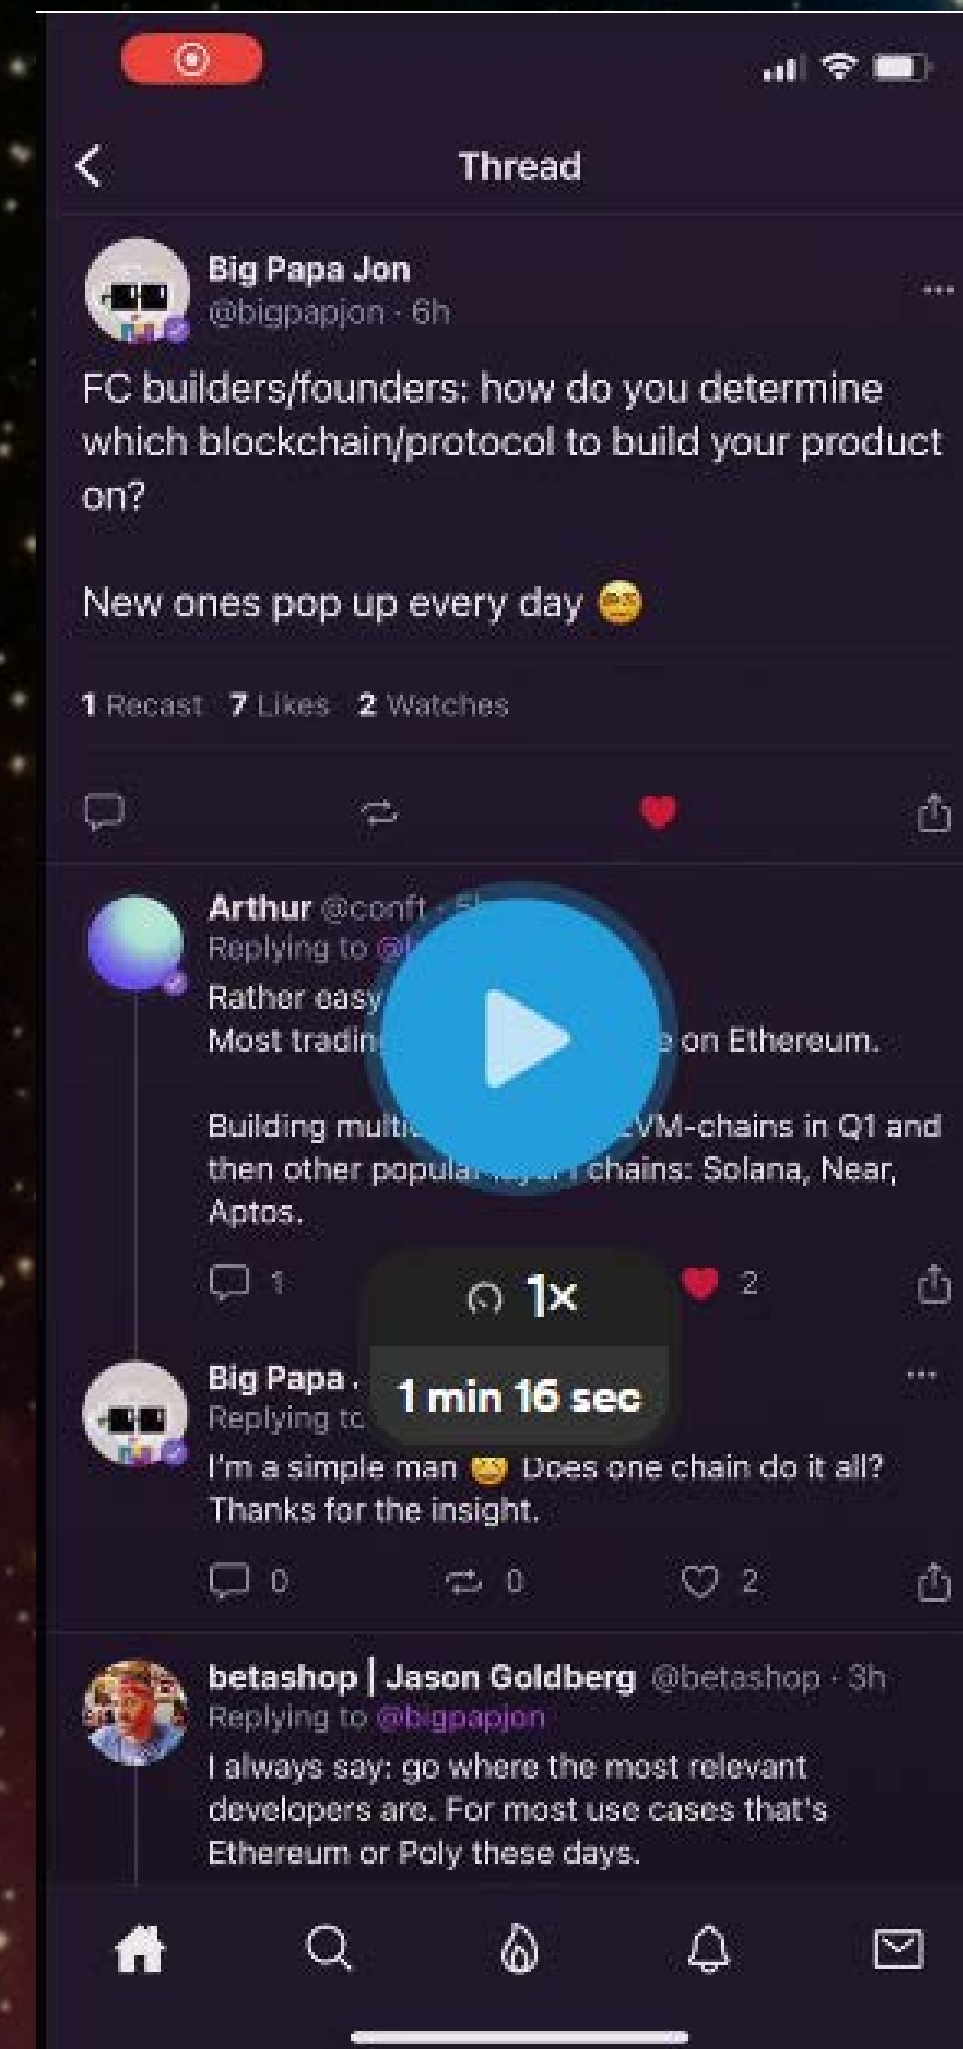 Thread
Big Papa Jon
@bigpapjon · 6h
FC builders/founders: how do you determine
which blockchain/protocol to build your product
on?
New ones pop up every day
1 Recast 7 Likes 2 Watches
Arthur @conft · 5h
Replying to
Rather easy
Most on Ethereum.
Building chains in Q1 and
then other popular chains: Solana, Near,
Aptos.
1 2
1×
1 min 16 sec
Big Papa
Replying to
I'm a simple man Does one chain do it all?
Thanks for the insight.
0 0 2
betashop | Jason Goldberg @betashop · 3h
Replying to @bigpapjon
I always say: go where the most relevant
developers are. For most use cases that's
Ethereum or Poly these days.